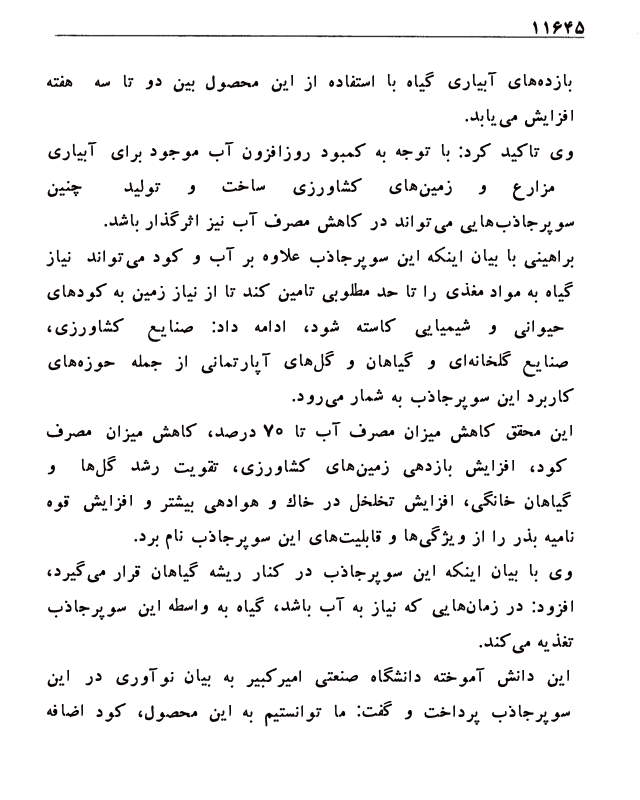 ۱۱۶۴۵
بازده‌های آبیاری گیاه با استفاده از این محصول بین دو تا سه هفته
افزایش می‌یابد.
وی تاکید کرد: با توجه به کمبود روزافزون آب موجود برای آبیاری
مزارع و زمین‌های کشاورزی ساخت و تولید چنین
سوپرجاذب‌هایی می‌تواند در کاهش مصرف آب نیز اثرگذار باشد.
براهینی با بیان اینکه این سوپرجاذب علاوه بر آب و کود می‌تواند نیاز
گیاه به مواد مغذی را تا حد مطلوبی تامین کند تا از نیاز زمین به کودهای
حیوانی و شیمیایی کاسته شود، ادامه داد: صنایع کشاورزی،
صنایع گلخانه‌ای و گیاهان و گل‌های آپارتمانی از جمله حوزه‌های
کاربرد این سوپرجاذب به شمار می‌رود.
این محقق کاهش میزان مصرف آب تا ۷۰ درصد، کاهش میزان مصرف
کود، افزایش بازدهی زمین‌های کشاورزی، تقویت رشد گل‌ها و
گیاهان خانگی، افزایش تخلخل در خاك و هوادهی بیشتر و افزایش قوه
نامیه بذر را از ویژگی‌ها و قابلیت‌های این سوپرجاذب نام برد.
وی با بیان اینکه این سوپرجاذب در کنار ریشه گیاهان قرار می‌گیرد،
افزود: در زمان‌هایی که نیاز به آب باشد، گیاه به واسطه این سوپرجاذب
تغذیه می‌کند.
این دانش آموخته دانشگاه صنعتی امیرکبیر به بیان نوآوری در این
سوپرجاذب پرداخت و گفت: ما توانستیم به این محصول، کود اضافه